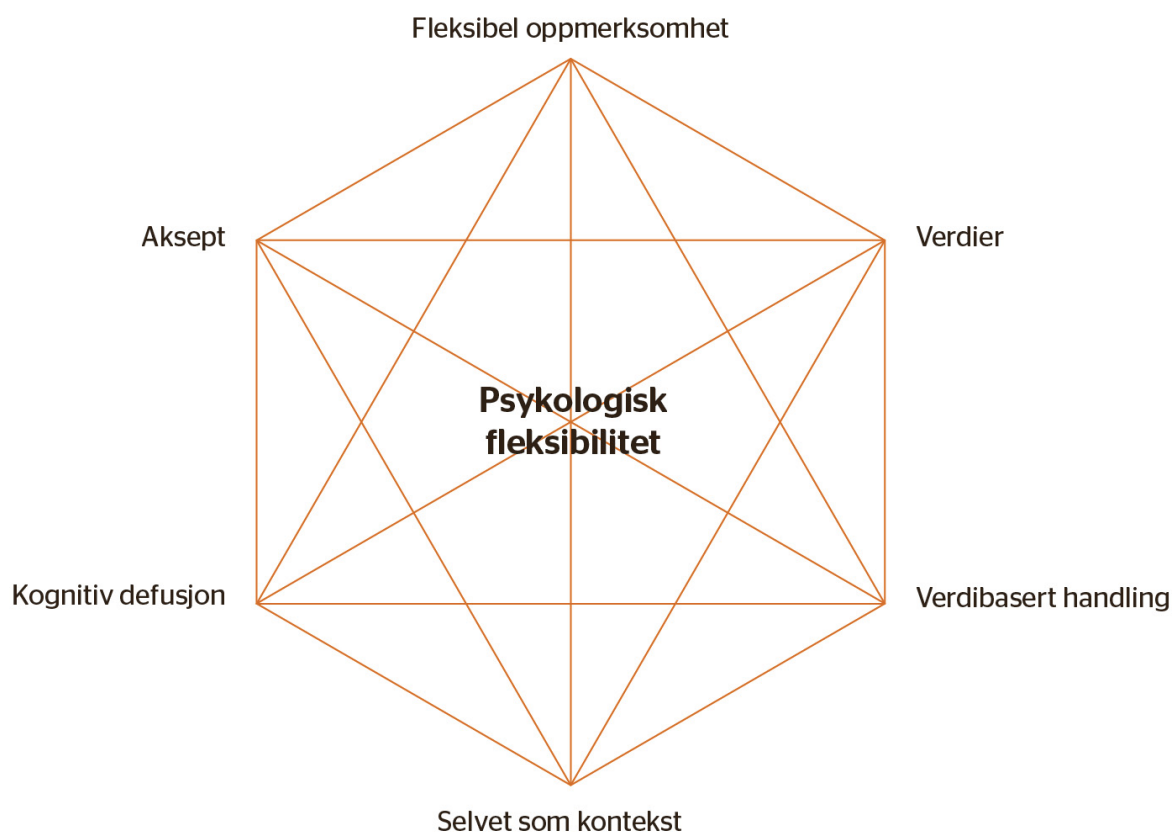 Fleksibel oppmerksomhet
Aksept
Verdier
Psykologisk
fleksibilitet
Kognitiv defusjon
Verdibasert handling
Selvet som kontekst